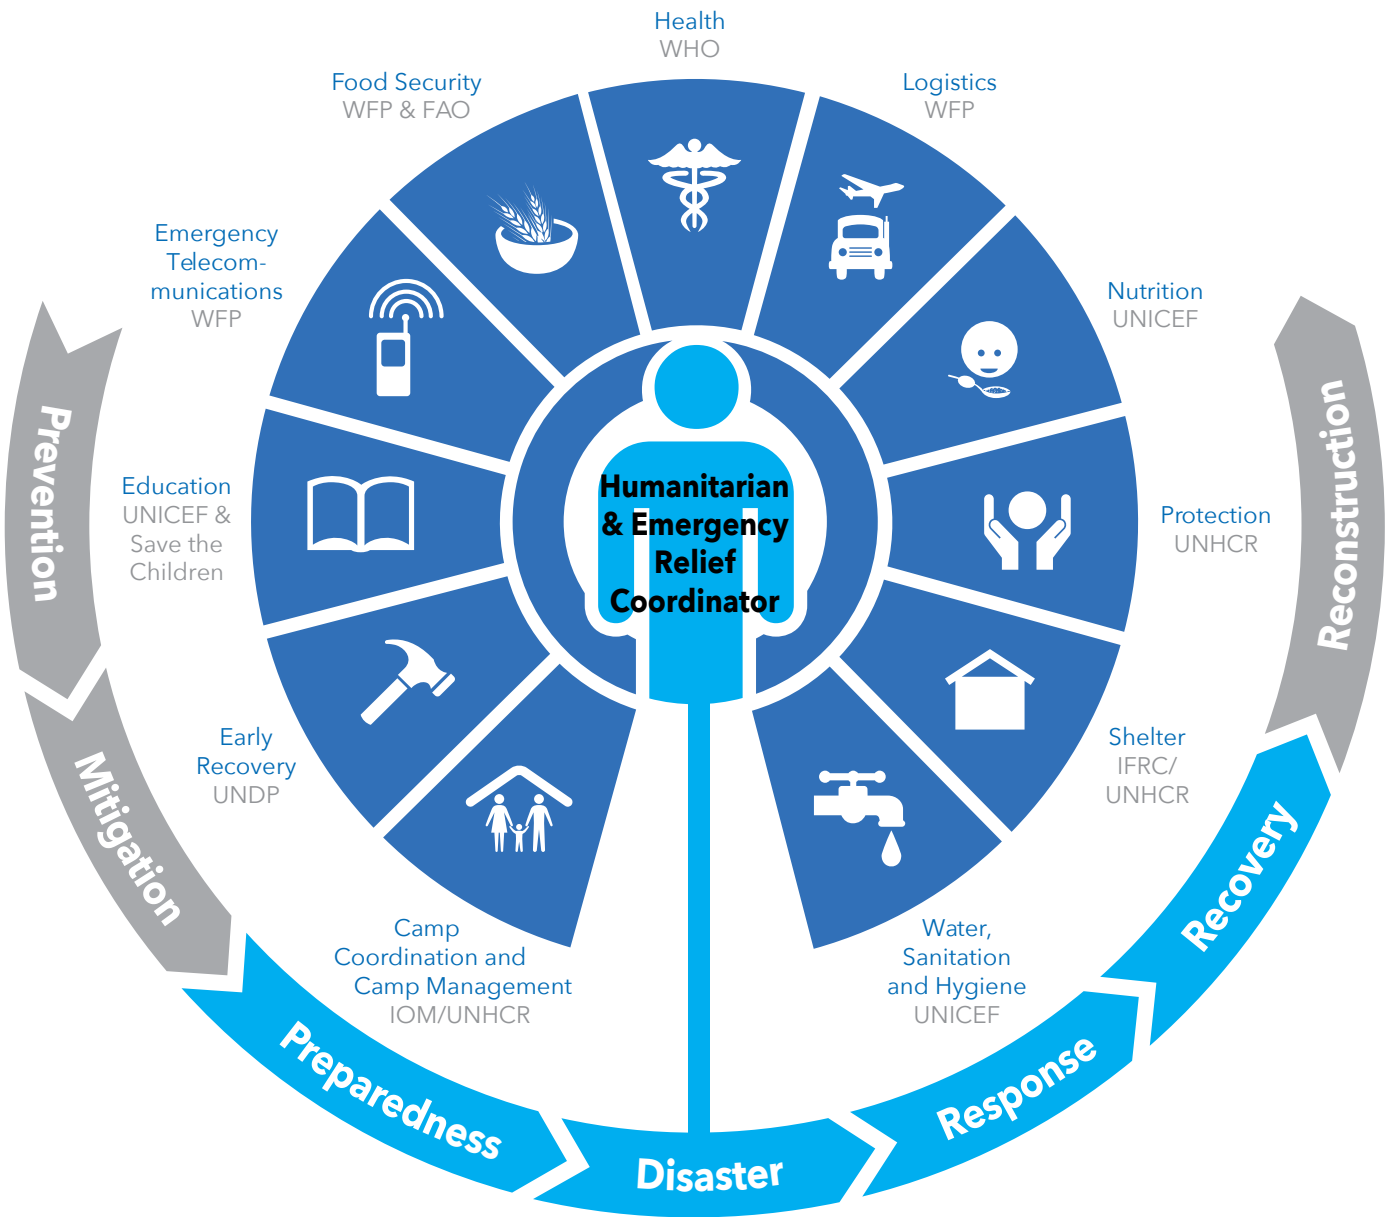 Health
WHO
Food Security
WFP & FAO
Logistics
WFP
Emergency
Telecom-
munications
WFP
Nutrition
UNICEF
Education
UNICEF &
Save the
Children
Protection
UNHCR
Humanitarian
& Emergency
Relief
Coordinator
Early
Recovery
UNDP
Shelter
IFRC/
UNHCR
Camp
Coordination and
Camp Management
IOM/UNHCR
Water,
Sanitation
and Hygiene
UNICEF
Prevention
Mitigation
Preparedness
Disaster
Response
Recovery
Reconstruction